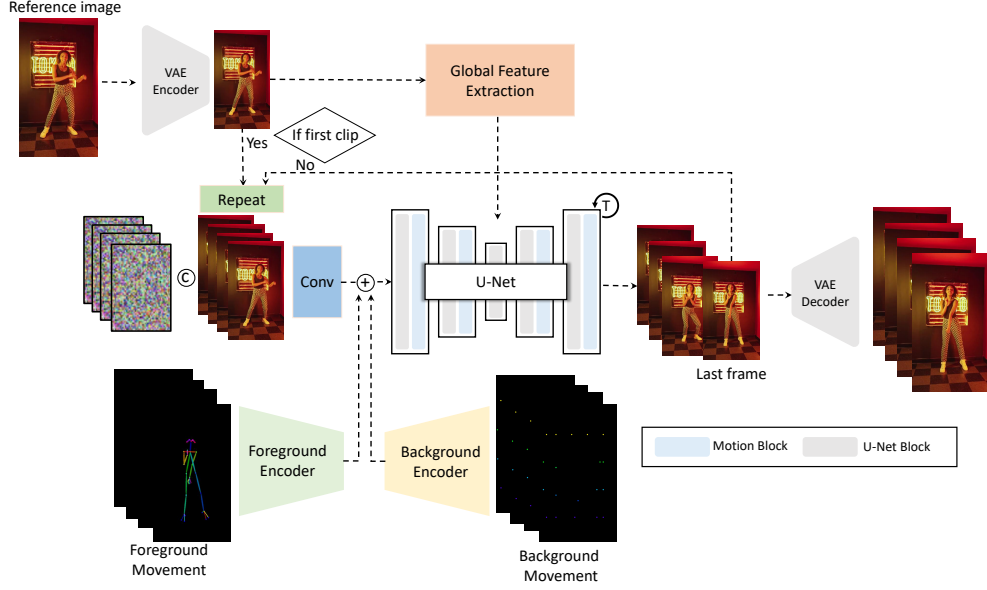 Reference image
VAE
Encoder
Global Feature
Extraction
If first clip
Yes
No
Repeat
T
C
Conv
+
U-Net
VAE
Decoder
Last frame
Foreground
Encoder
Background
Encoder
Motion Block
U-Net Block
Foreground
Movement
Background
Movement